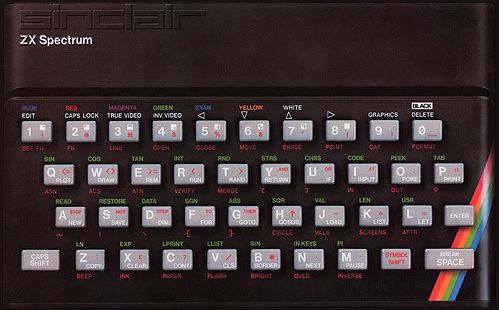 sinclair
ZX Spectrum
BLUE RED MAGENTA GREEN CYAN YELLOW WHITE BLACK
EDIT CAPS LOCK TRUE VIDEO INV. VIDEO GRAPHICS DELETE
1 ! 2 @ 3 # 4 $ 5 % 6 & 7 ' 8 ( 9 ) 0 _
DEF FN FN LINE OPEN CLOSE MOVE ERASE POINT CAT FORMAT
SIN COS TAN INT RND STR$ CHR$ CODE PEEK TAB
Q <= PLOT W <> DRAW E >= REM R < RUN T > RAND Y AND RETURN U OR IF I AT INPUT O ; POKE P " PRINT
ASN ACS ATN VERIFY MERGE [ ] IN OUT ©
READ RESTORE DATA SGN ABS SQR VAL LEN USR
A STOP NEW S NOT SAVE D STEP DIM F TO FOR G THEN GOTO H ↑ GOSUB J - LOAD K + LIST L = LET ENTER
~ | \ { } CIRCLE VAL$ SCREEN$ ATTR
LN EXP LPRINT LLIST BIN IN KEYS PI
CAPS SHIFT Z : COPY X £ CLEAR C ? CONT V / CLS B * BORDER N , NEXT M . PAUSE SYMBOL SHIFT BREAK SPACE
BEEP INK PAPER FLASH BRIGHT OVER INVERSE